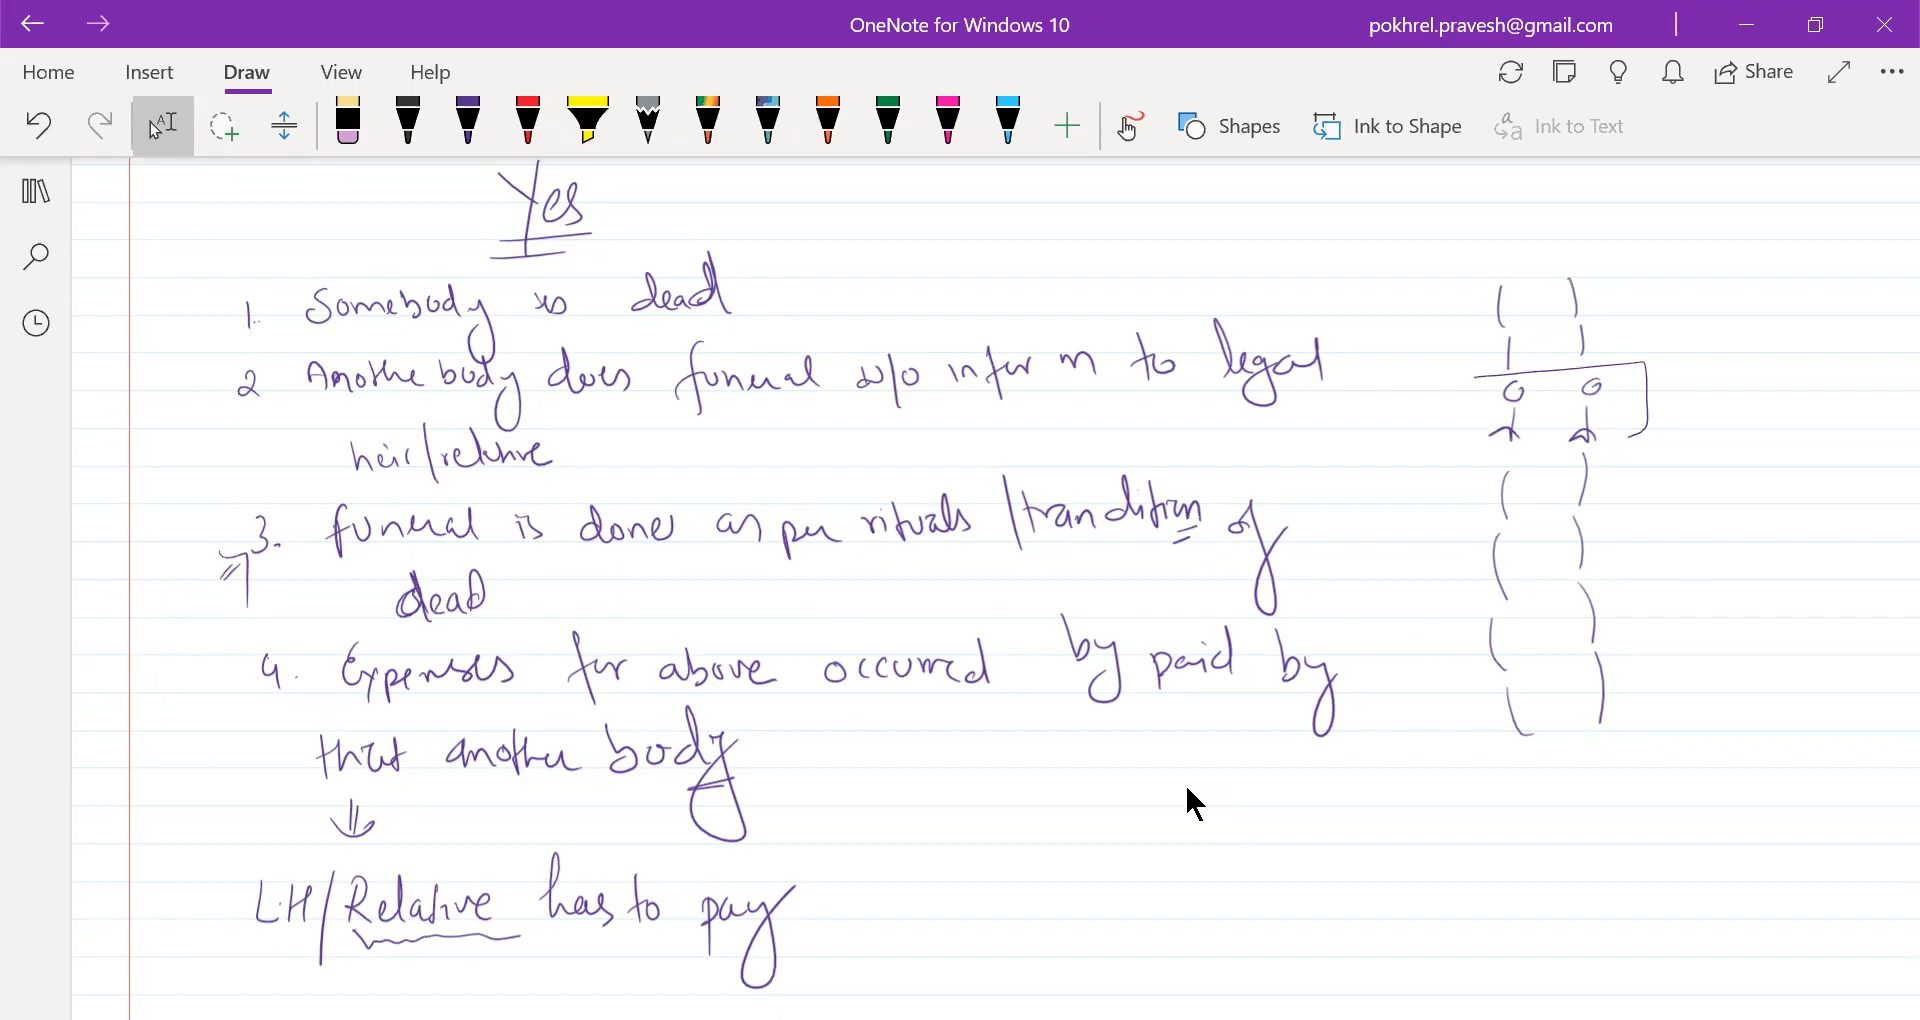 OneNote for Windows 10
pokhrel.pravesh@gmail.com
Home Insert Draw View Help
Share
Shapes Ink to Shape Ink to Text
Yes
1. Somebody is dead
2 Anothe body does funeral w/o inform to legal
heir/relative
3. funeral is done as per rituals /trandition of
dead
4. Expenses for above occurred by paid by
that another body
LH/Relative has to pay